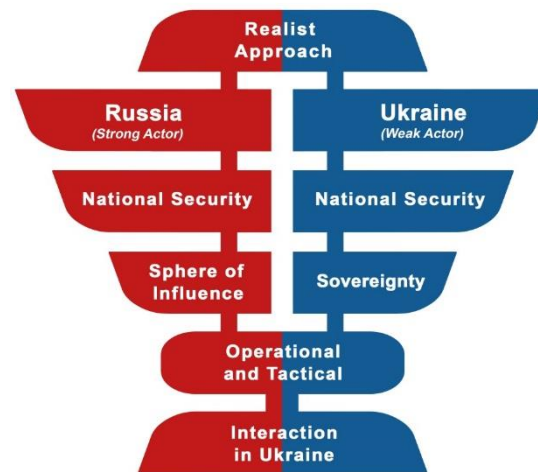 Realist
Approach
Russia
(Strong Actor)
Ukraine
(Weak Actor)
National Security
National Security
Sphere of
Influence
Sovereignty
Operational
and Tactical
Interaction
in Ukraine